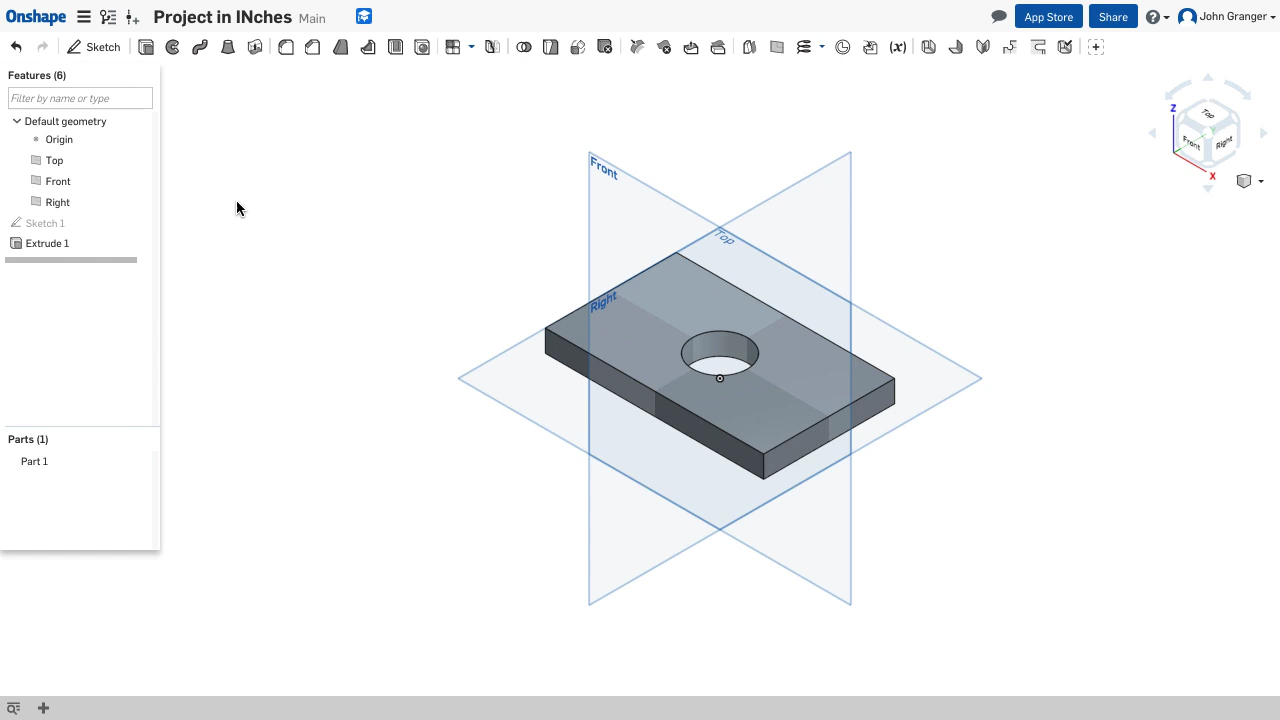 Onshape Project in INches Main App Store Share John Granger
Sketch (x)
Features (6)
Filter by name or type
Default geometry
Origin
Top
Front
Right
Sketch 1
Extrude 1
Parts (1)
Part 1
Front
Top
Right
Z
Top
Front
Right
X